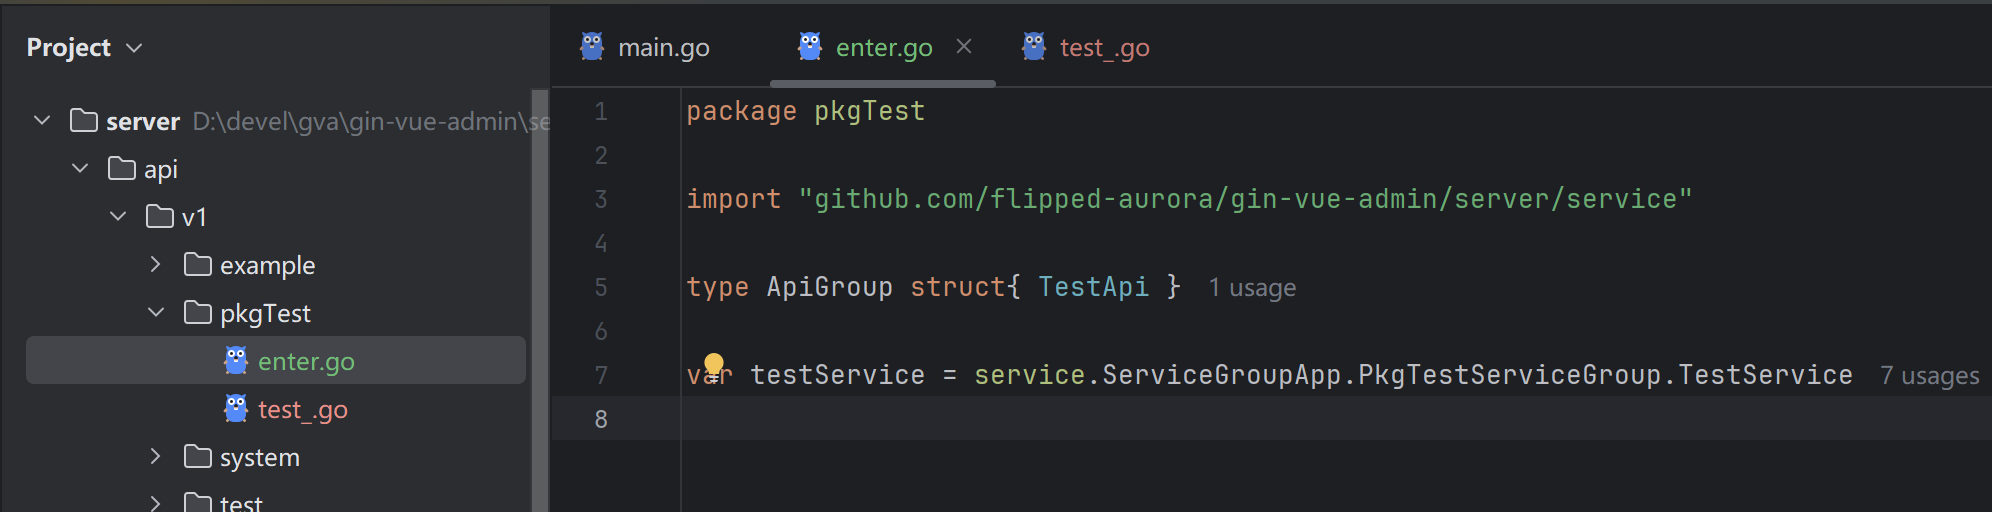 Project
main.go
enter.go
test_.go
server D:\devel\gva\gin-vue-admin\se
api
v1
example
pkgTest
enter.go
test_.go
system
test
1 package pkgTest
2
3 import "github.com/flipped-aurora/gin-vue-admin/server/service"
4
5 type ApiGroup struct{ TestApi } 1 usage
6
7 var testService = service.ServiceGroupApp.PkgTestServiceGroup.TestService 7 usages
8